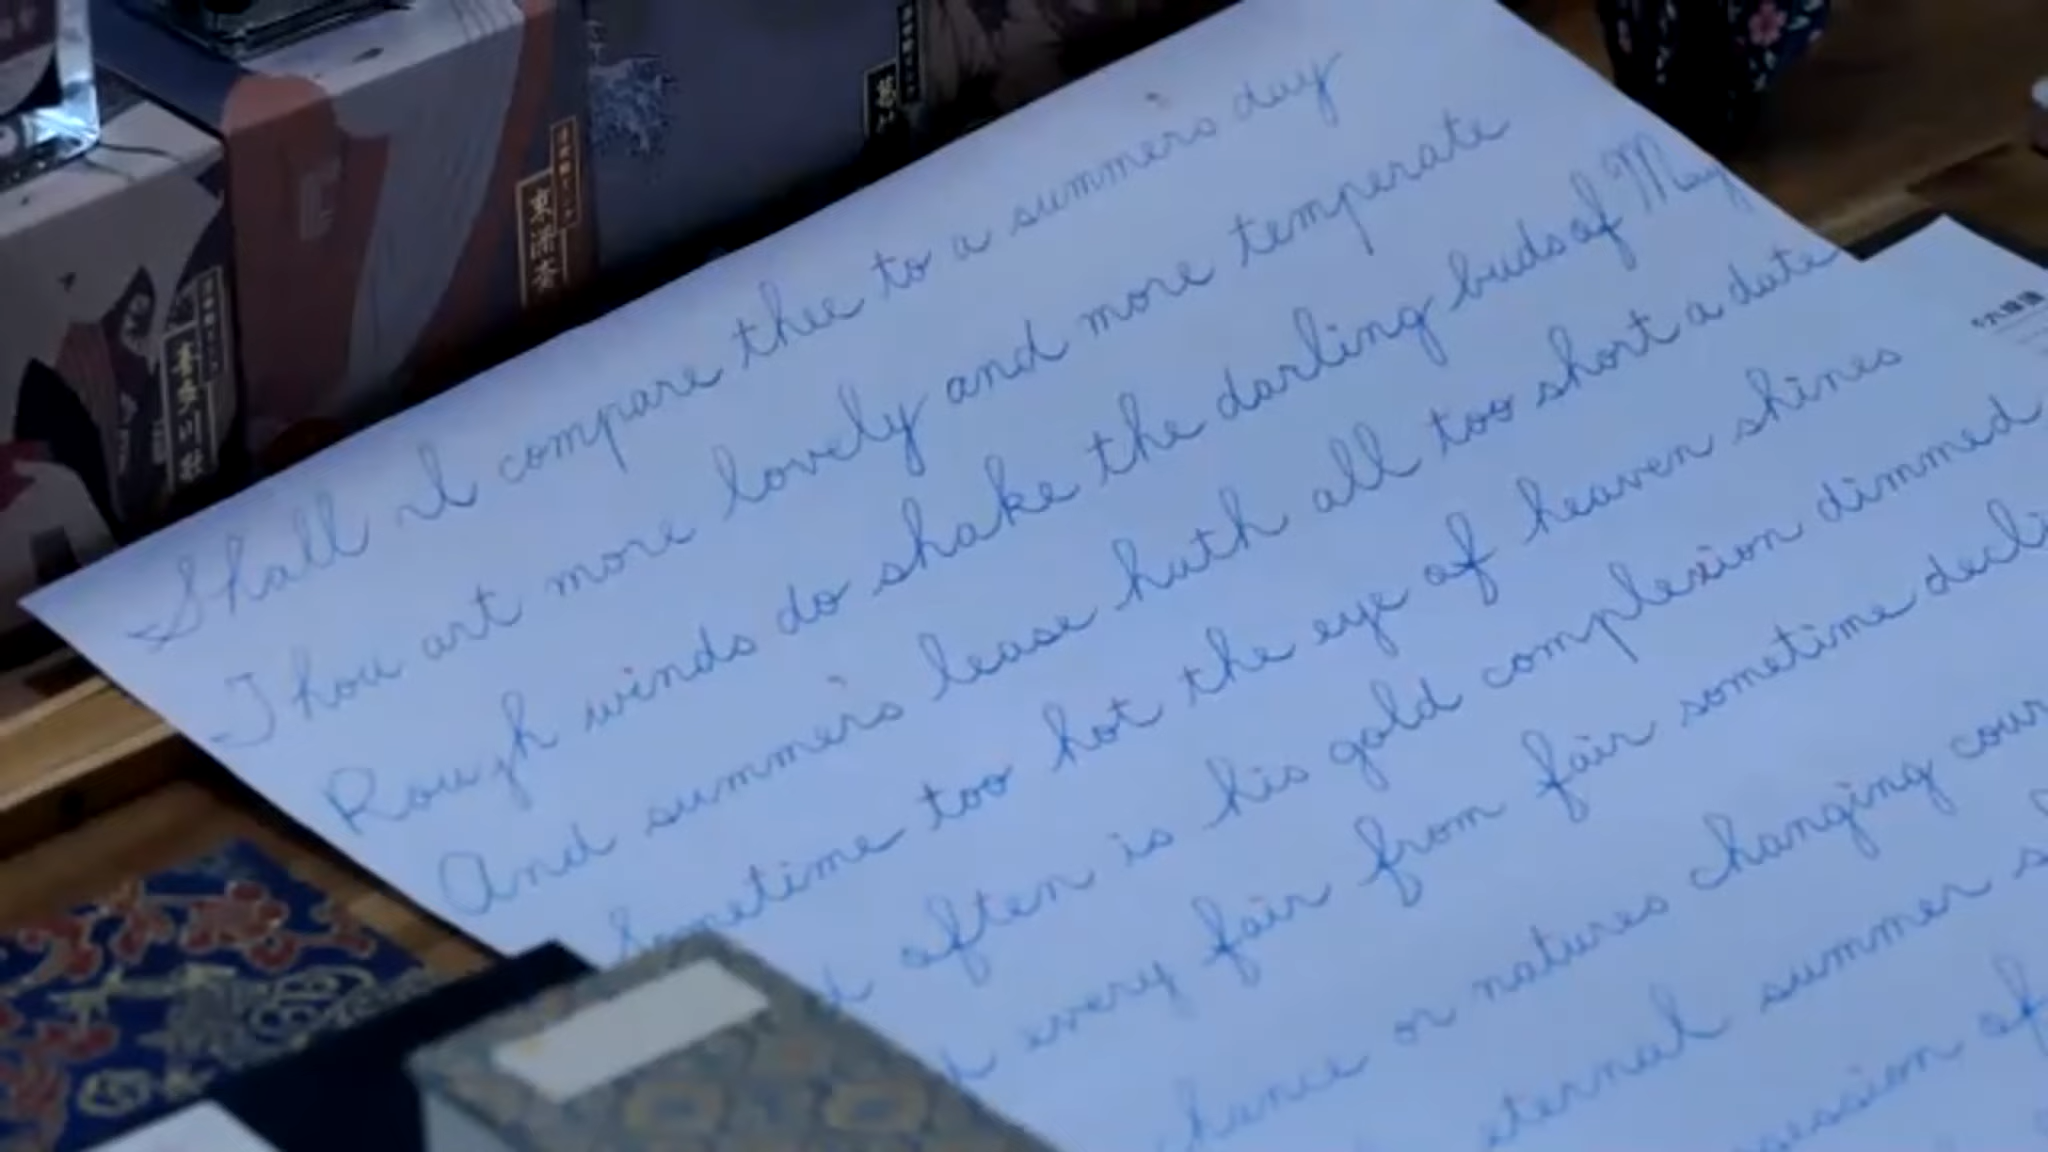 Shall I compare thee to a summer's day
Thou art more lovely and more temperate
Rough winds do shake the darling buds of May
And summer's lease hath all too short a date
Sometime too hot the eye of heaven shines
often is his gold complexion dimmed
every fair from fair sometime
chance or natures changing
eternal summer
of